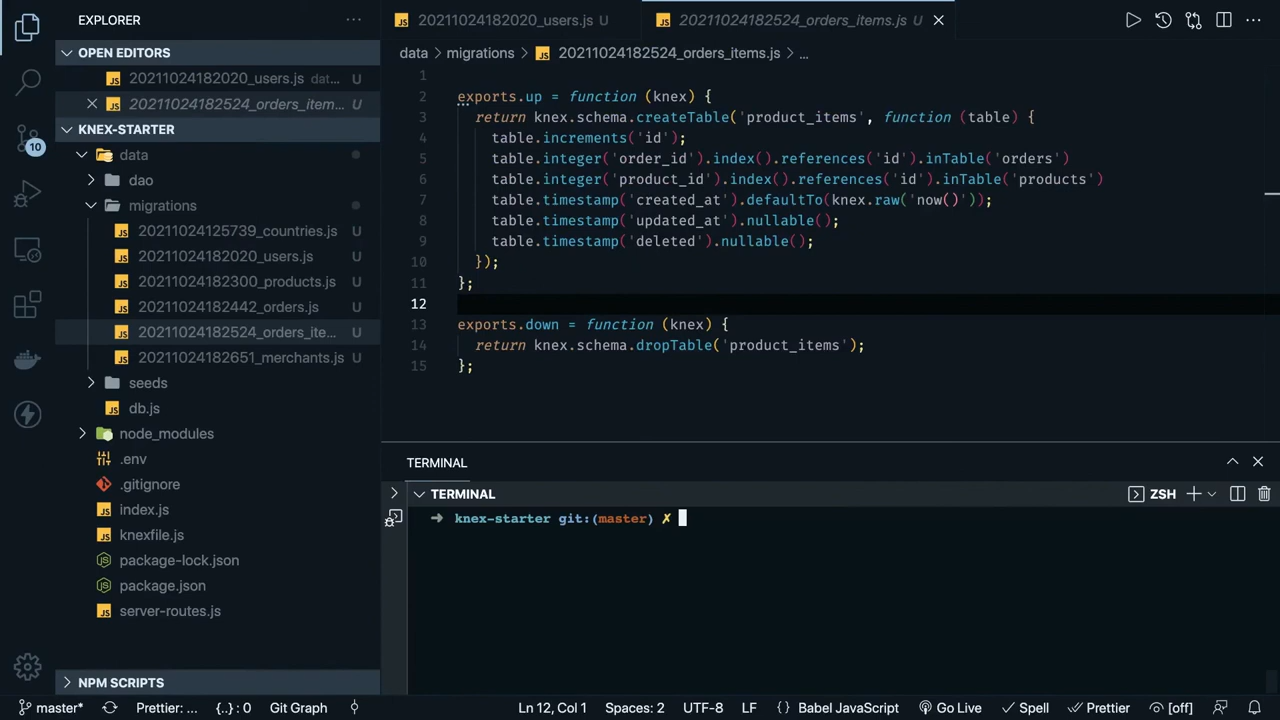 EXPLORER
OPEN EDITORS
20211024182020_users.js dat... U
20211024182524_orders_item... U
KNEX-STARTER
data
dao
migrations
20211024125739_countries.js U
20211024182020_users.js U
20211024182300_products.js U
20211024182442_orders.js U
20211024182524_orders_ite... U
20211024182651_merchants.js U
seeds
db.js
node_modules
.env
.gitignore
index.js
knexfile.js
package-lock.json
package.json
server-routes.js
NPM SCRIPTS
10
20211024182020_users.js U
20211024182524_orders_items.js U
data > migrations > 20211024182524_orders_items.js > ...
1
2 exports.up = function (knex) {
3 return knex.schema.createTable('product_items', function (table) {
4 table.increments('id');
5 table.integer('order_id').index().references('id').inTable('orders')
6 table.integer('product_id').index().references('id').inTable('products')
7 table.timestamp('created_at').defaultTo(knex.raw('now()'));
8 table.timestamp('updated_at').nullable();
9 table.timestamp('deleted').nullable();
10 });
11 };
12
13 exports.down = function (knex) {
14 return knex.schema.dropTable('product_items');
15 };
TERMINAL
TERMINAL
ZSH
➜ knex-starter git:(master) ✗
master* Prettier: ... {..} : 0 Git Graph Ln 12, Col 1 Spaces: 2 UTF-8 LF {} Babel JavaScript Go Live Spell Prettier [off]